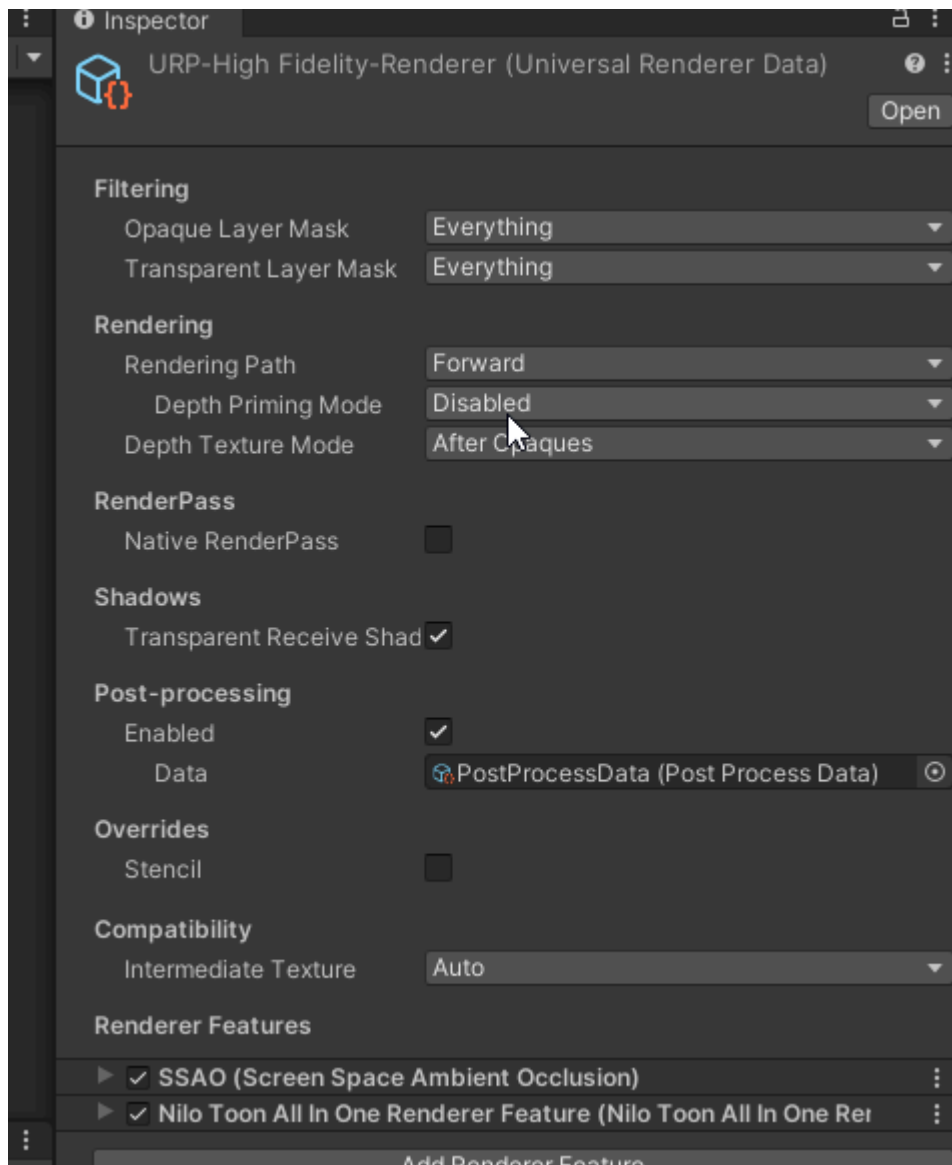 Inspector
URP-High Fidelity-Renderer (Universal Renderer Data)
Open
Filtering
Opaque Layer Mask Everything
Transparent Layer Mask Everything
Rendering
Rendering Path Forward
Depth Priming Mode Disabled
Depth Texture Mode After Opaques
RenderPass
Native RenderPass
Shadows
Transparent Receive Shad
Post-processing
Enabled
Data PostProcessData (Post Process Data)
Overrides
Stencil
Compatibility
Intermediate Texture Auto
Renderer Features
SSAO (Screen Space Ambient Occlusion)
Nilo Toon All In One Renderer Feature (Nilo Toon All In One Rer
Add Renderer Feature